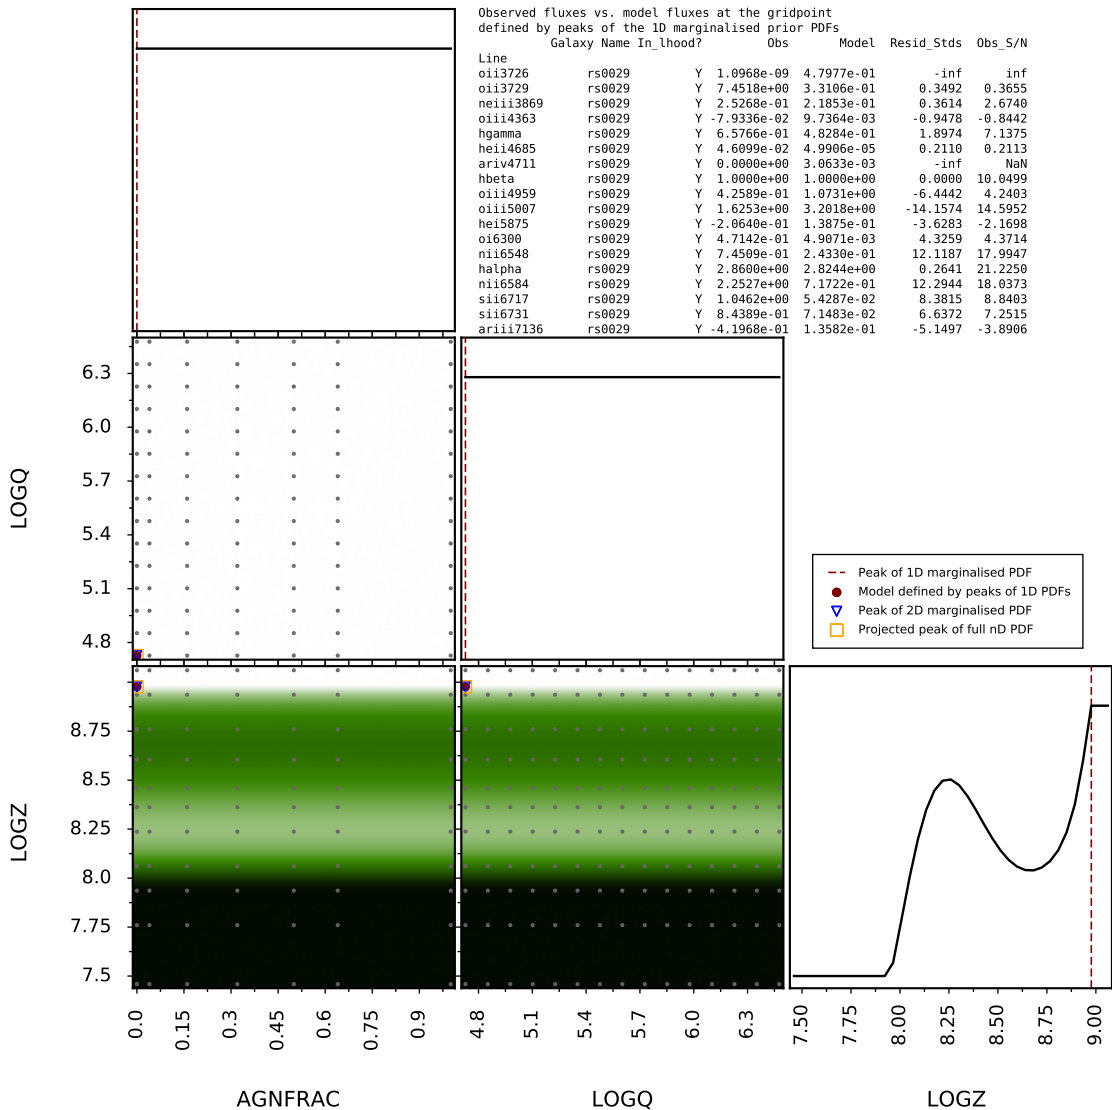 Observed fluxes vs. model fluxes at the gridpoint
defined by peaks of the 1D marginalised prior PDFs
Galaxy Name In_lhood? Obs Model Resid_Stds Obs_S/N
Line
oii3726 rs0029 Y 1.0968e-09 4.7977e-01 -inf inf
oii3729 rs0029 Y 7.4518e+00 3.3106e-01 0.3492 0.3655
neiii3869 rs0029 Y 2.5268e-01 2.1853e-01 0.3614 2.6740
oiii4363 rs0029 Y -7.9336e-02 9.7364e-03 -0.9478 -0.8442
hgamma rs0029 Y 6.5766e-01 4.8284e-01 1.8974 7.1375
heii4685 rs0029 Y 4.6099e-02 4.9906e-05 0.2110 0.2113
ariv4711 rs0029 Y 0.0000e+00 3.0633e-03 -inf NaN
hbeta rs0029 Y 1.0000e+00 1.0000e+00 0.0000 10.0499
oiii4959 rs0029 Y 4.2589e-01 1.0731e+00 -6.4442 4.2403
oiii5007 rs0029 Y 1.6253e+00 3.2018e+00 -14.1574 14.5952
hei5875 rs0029 Y -2.0640e-01 1.3875e-01 -3.6283 -2.1698
oi6300 rs0029 Y 4.7142e-01 4.9071e-03 4.3259 4.3714
nii6548 rs0029 Y 7.4509e-01 2.4330e-01 12.1187 17.9947
halpha rs0029 Y 2.8600e+00 2.8244e+00 0.2641 21.2250
nii6584 rs0029 Y 2.2527e+00 7.1722e-01 12.2944 18.0373
sii6717 rs0029 Y 1.0462e+00 5.4287e-02 8.3815 8.8403
sii6731 rs0029 Y 8.4389e-01 7.1483e-02 6.6372 7.2515
ariii7136 rs0029 Y -4.1968e-01 1.3582e-01 -5.1497 -3.8906
6.3
6.0
5.7
5.4
5.1
4.8
LOGQ
Peak of 1D marginalised PDF
Model defined by peaks of 1D PDFs
Peak of 2D marginalised PDF
Projected peak of full nD PDF
8.75
8.5
8.25
8.0
7.75
7.5
LOGZ
0.0 0.15 0.3 0.45 0.6 0.75 0.9
4.8 5.1 5.4 5.7 6.0 6.3
7.50 7.75 8.00 8.25 8.50 8.75 9.00
AGNFRAC LOGQ LOGZ